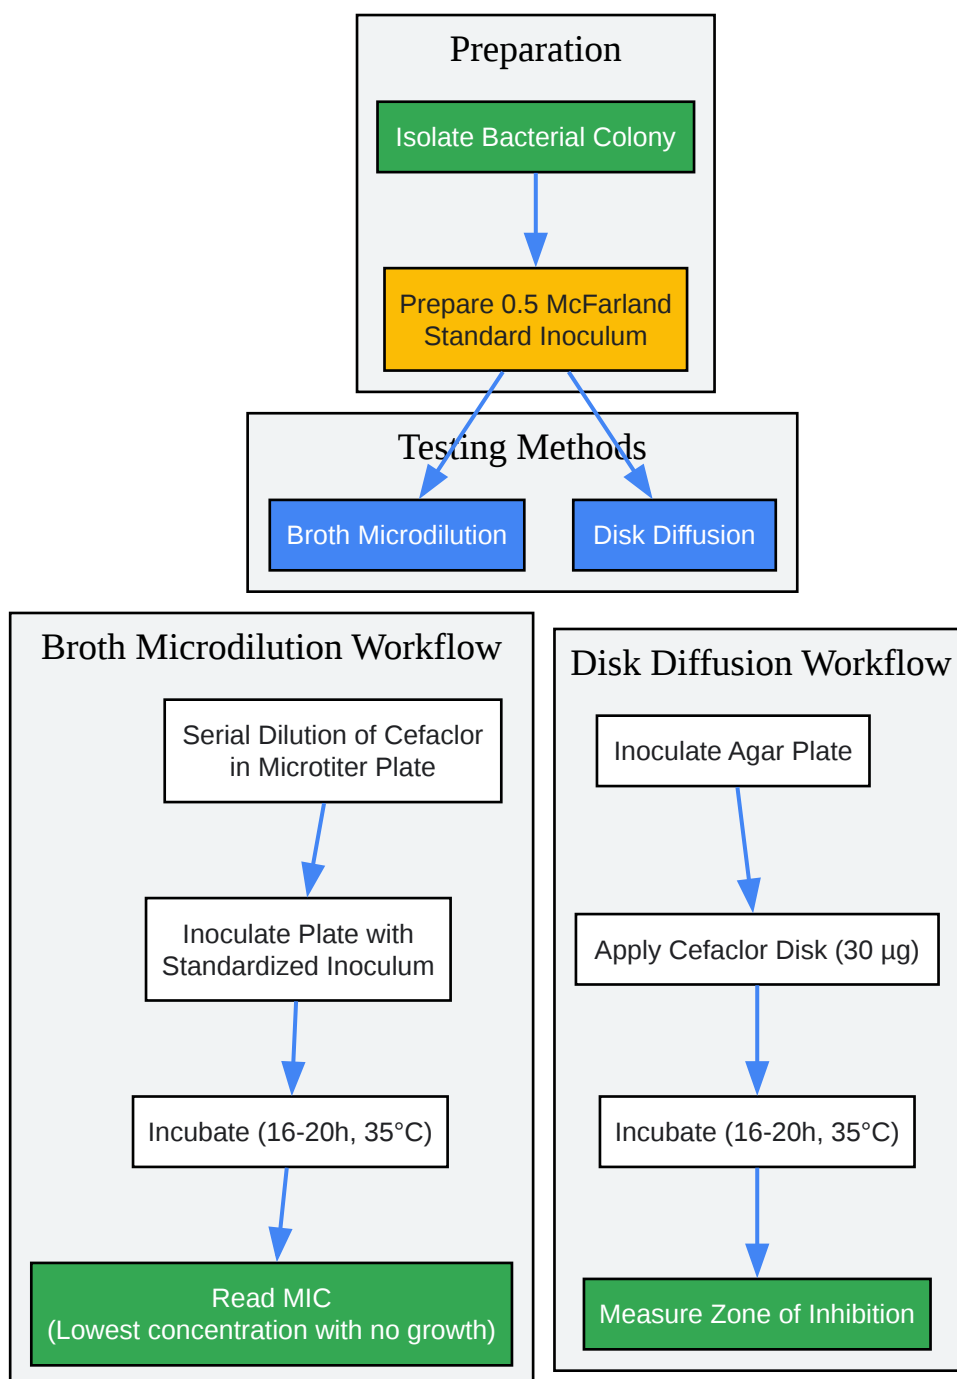 Preparation
Isolate Bacterial Colony
Prepare 0.5 McFarland
Standard Inoculum
Testing Methods
Broth Microdilution
Disk Diffusion
Broth Microdilution Workflow
Serial Dilution of Cefaclor
in Microtiter Plate
Inoculate Plate with
Standardized Inoculum
Incubate (16-20h, 35°C)
Read MIC
(Lowest concentration with no growth)
Disk Diffusion Workflow
Inoculate Agar Plate
Apply Cefaclor Disk (30 µg)
Incubate (16-20h, 35°C)
Measure Zone of Inhibition